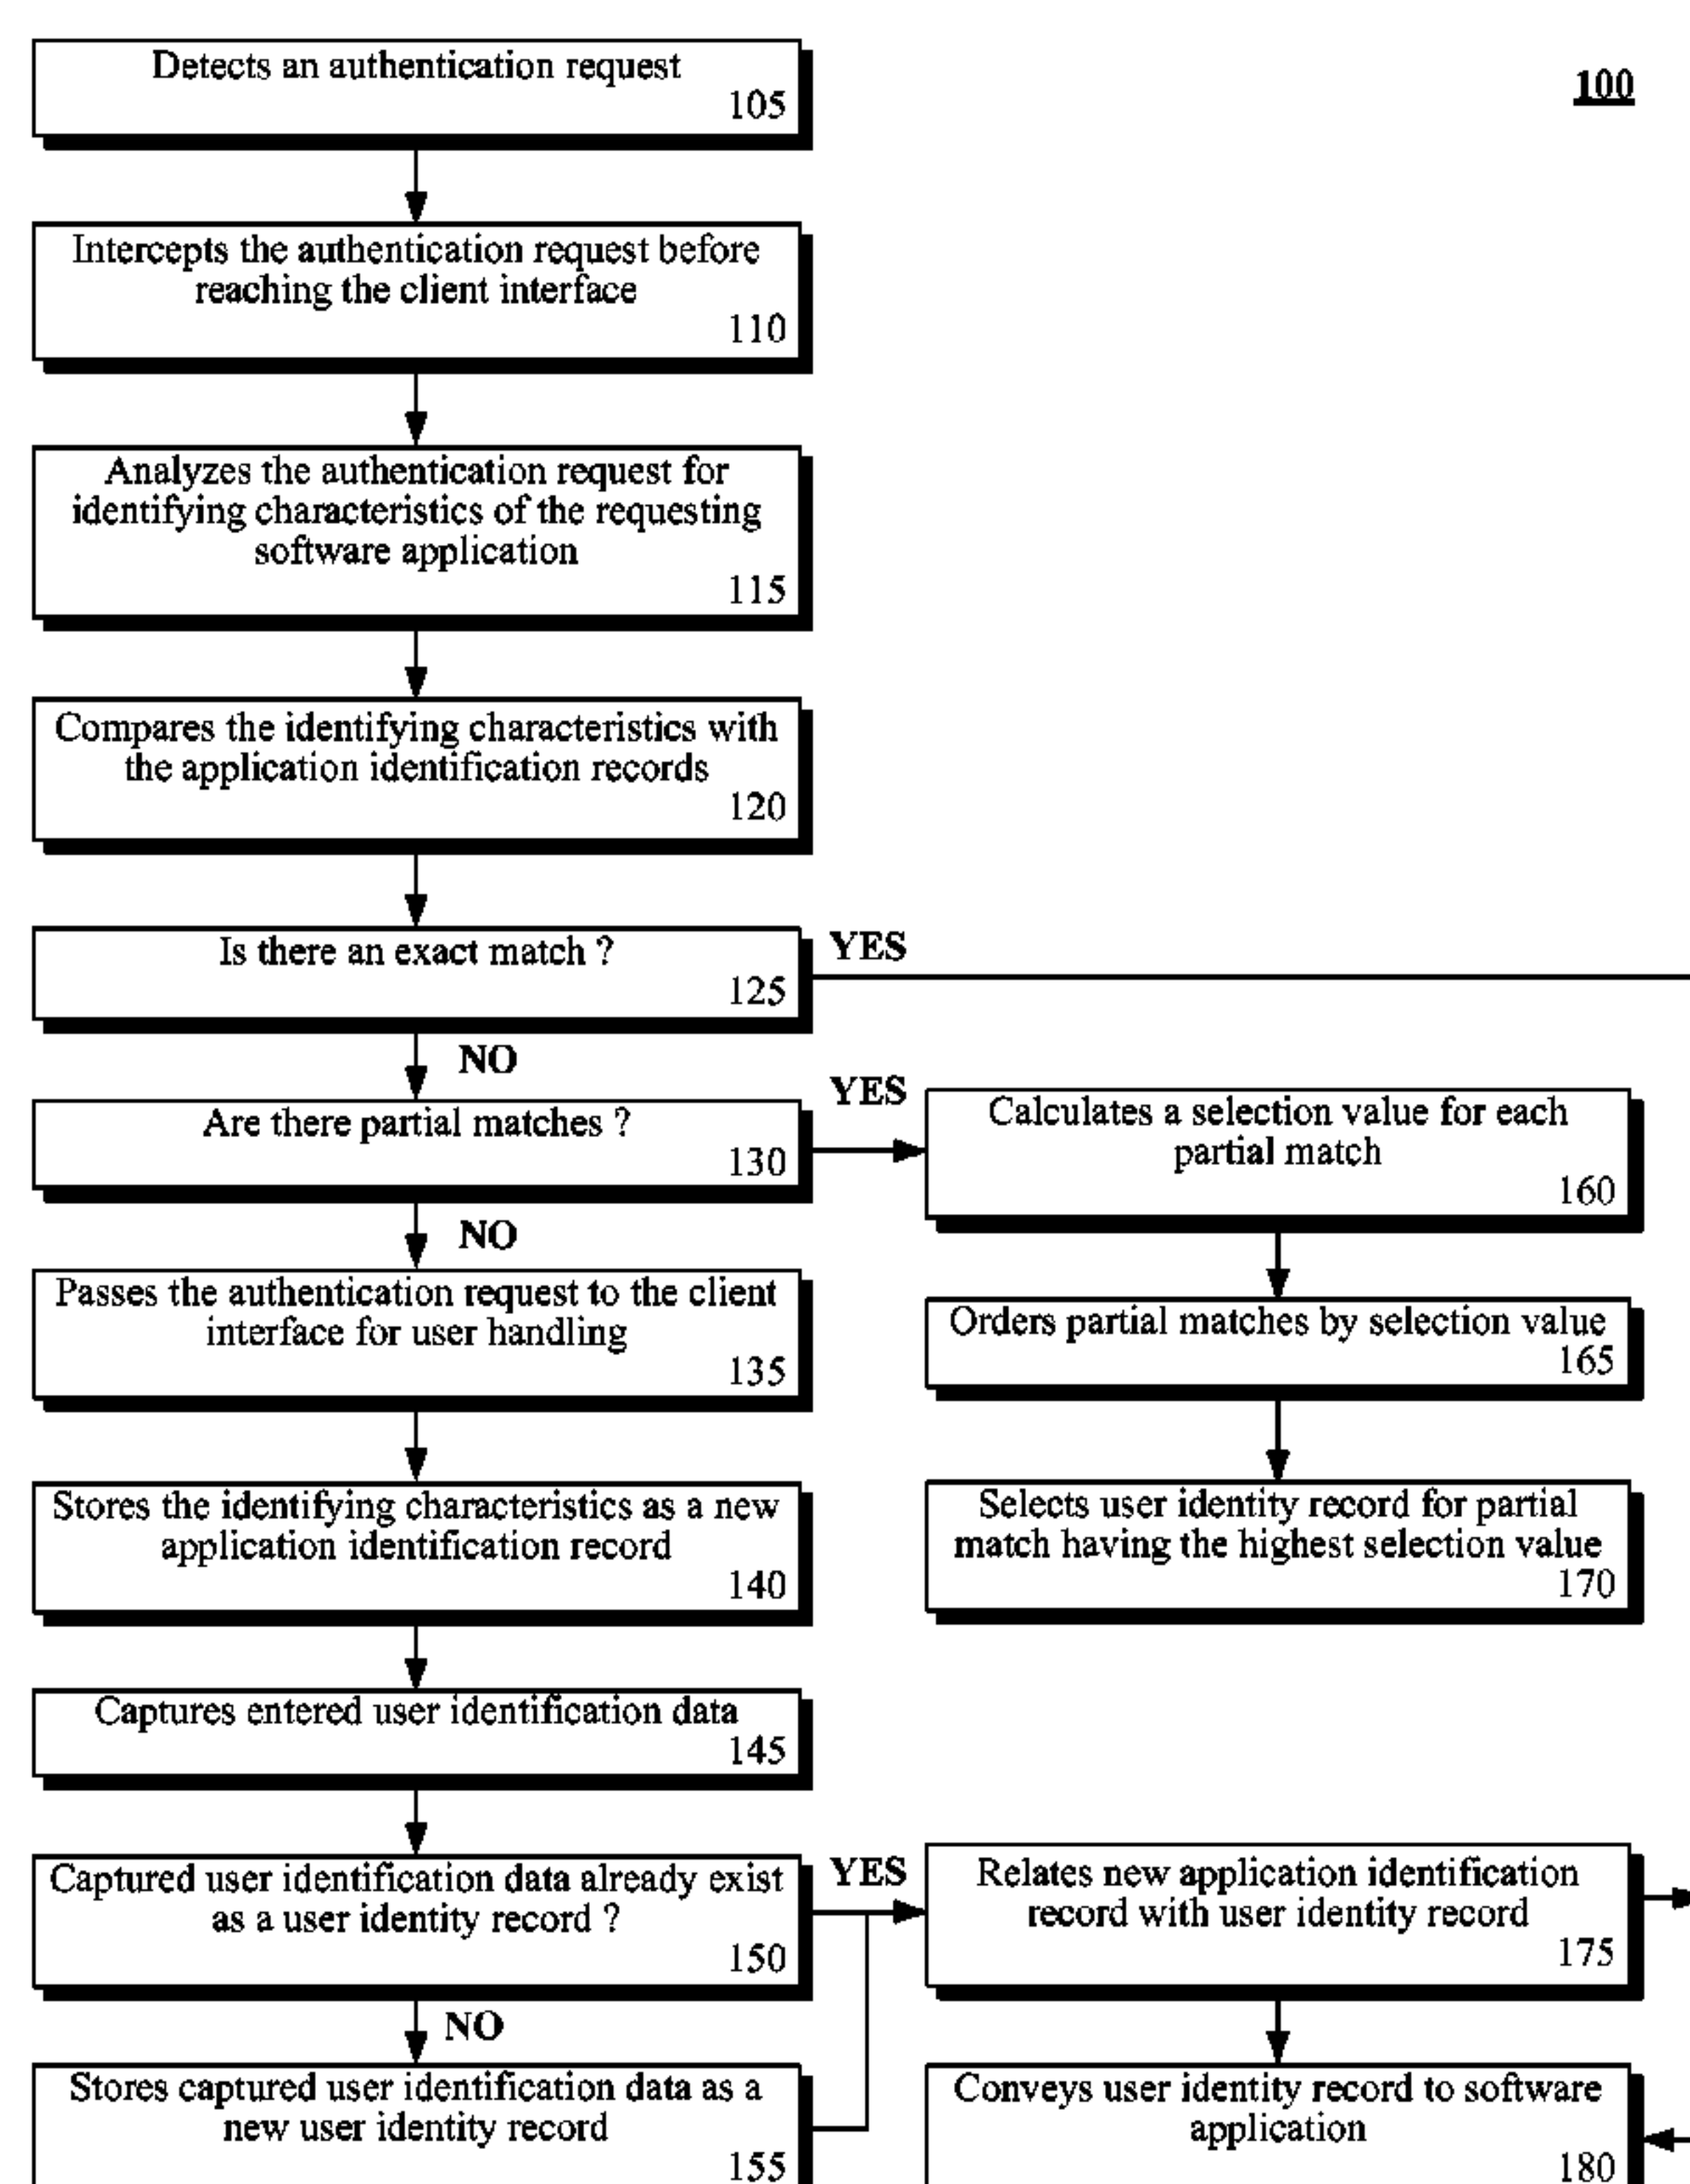 100
Detects an authentication request
105
Intercepts the authentication request before
reaching the client interface
110
Analyzes the authentication request for
identifying characteristics of the requesting
software application
115
Compares the identifying characteristics with
the application identification records
120
Is there an exact match ?
125
YES
NO
Are there partial matches ?
130
YES
NO
Calculates a selection value for each
partial match
160
Passes the authentication request to the client
interface for user handling
135
Orders partial matches by selection value
165
Stores the identifying characteristics as a new
application identification record
140
Selects user identity record for partial
match having the highest selection value
170
Captures entered user identification data
145
Captured user identification data already exist
as a user identity record ?
150
YES
NO
Relates new application identification
record with user identity record
175
Stores captured user identification data as a
new user identity record
155
Conveys user identity record to software
application
180